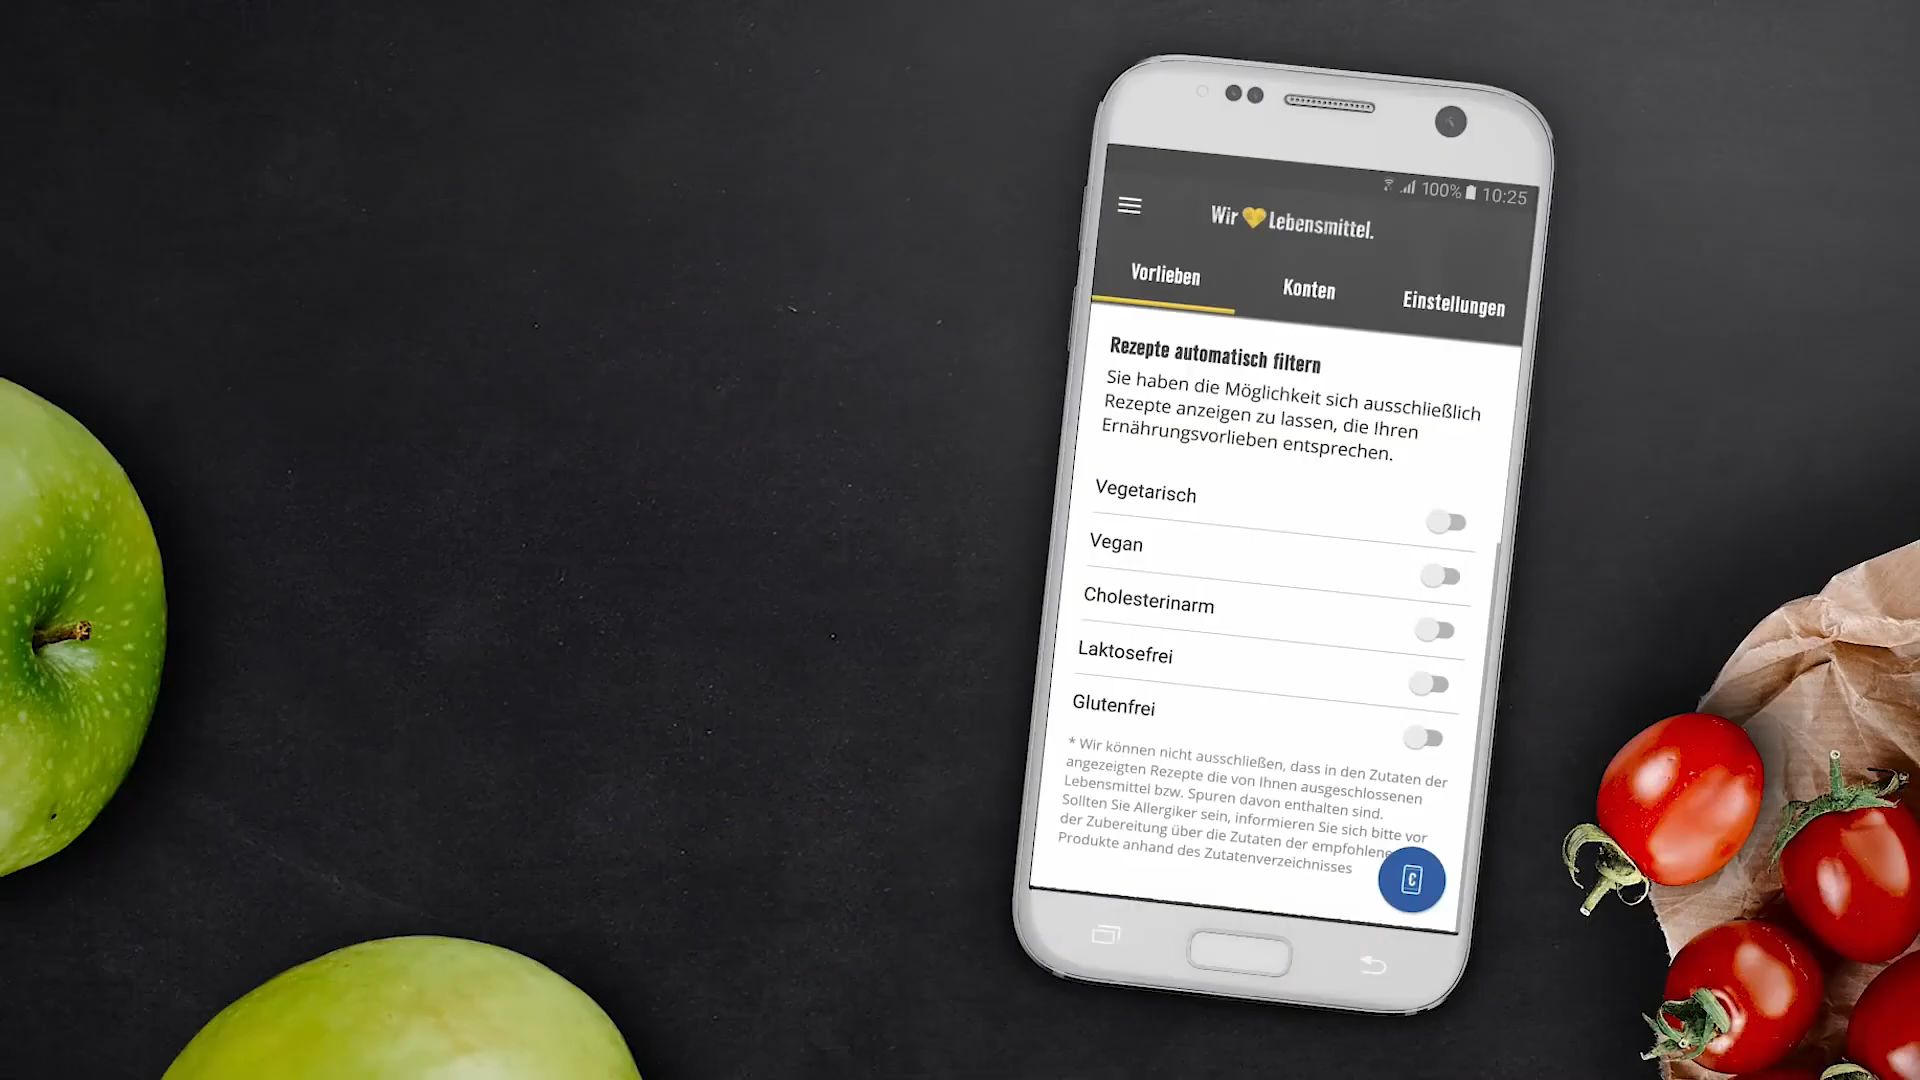 100% 10:25
Wir Lebensmittel.
Vorlieben Konten Einstellungen
Rezepte automatisch filtern
Sie haben die Möglichkeit sich ausschließlich
Rezepte anzeigen zu lassen, die Ihren
Ernährungsvorlieben entsprechen.
Vegetarisch
Vegan
Cholesterinarm
Laktosefrei
Glutenfrei
* Wir können nicht ausschließen, dass in den Zutaten der
angezeigten Rezepte die von Ihnen ausgeschlossenen
Lebensmittel bzw. Spuren davon enthalten sind.
Sollten Sie Allergiker sein, informieren Sie sich bitte vor
der Zubereitung über die Zutaten der empfohlene
Produkte anhand des Zutatenverzeichnisses
€